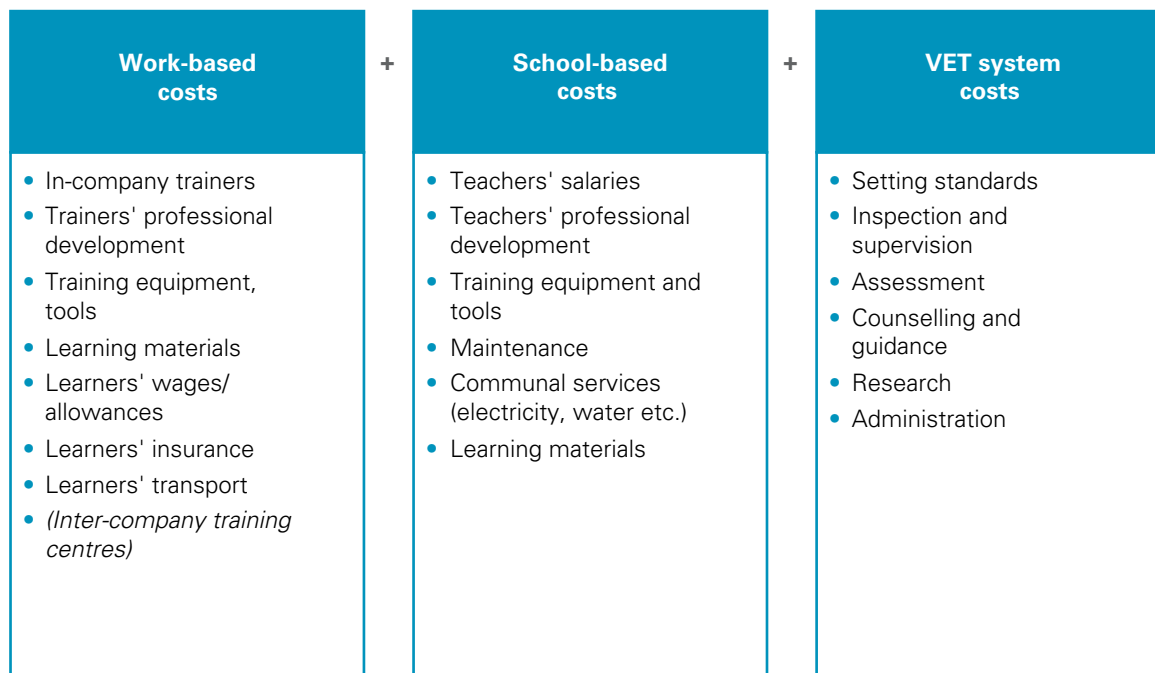 Work-based
costs
+
School-based
costs
+
VET system
costs
• In-company trainers
• Trainers' professional
development
• Training equipment,
tools
• Learning materials
• Learners' wages/
allowances
• Learners' insurance
• Learners' transport
• (Inter-company training
centres)
• Teachers' salaries
• Teachers' professional
development
• Training equipment and
tools
• Maintenance
• Communal services
(electricity, water etc.)
• Learning materials
• Setting standards
• Inspection and
supervision
• Assessment
• Counselling and
guidance
• Research
• Administration